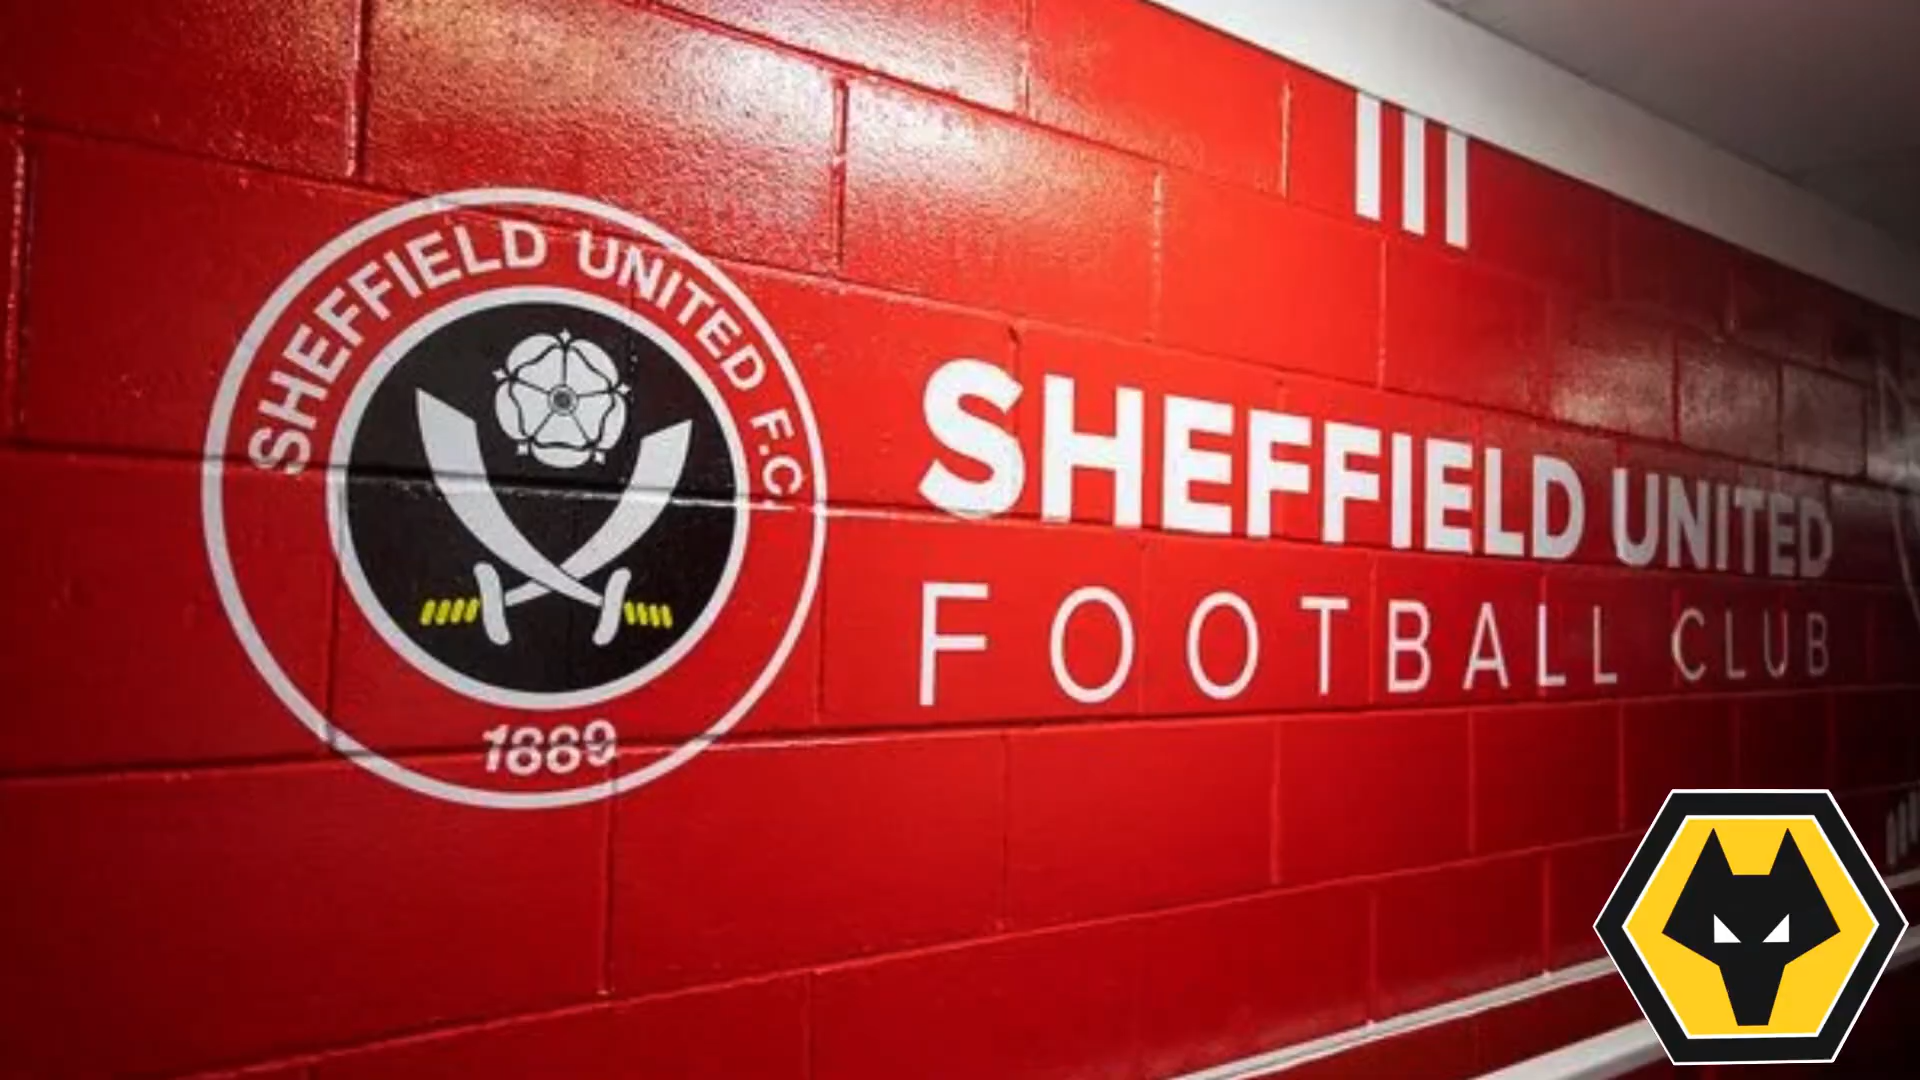 SHEFFIELD UNITED F.C.
1889
SHEFFIELD UNITED
FOOTBALL CLUB